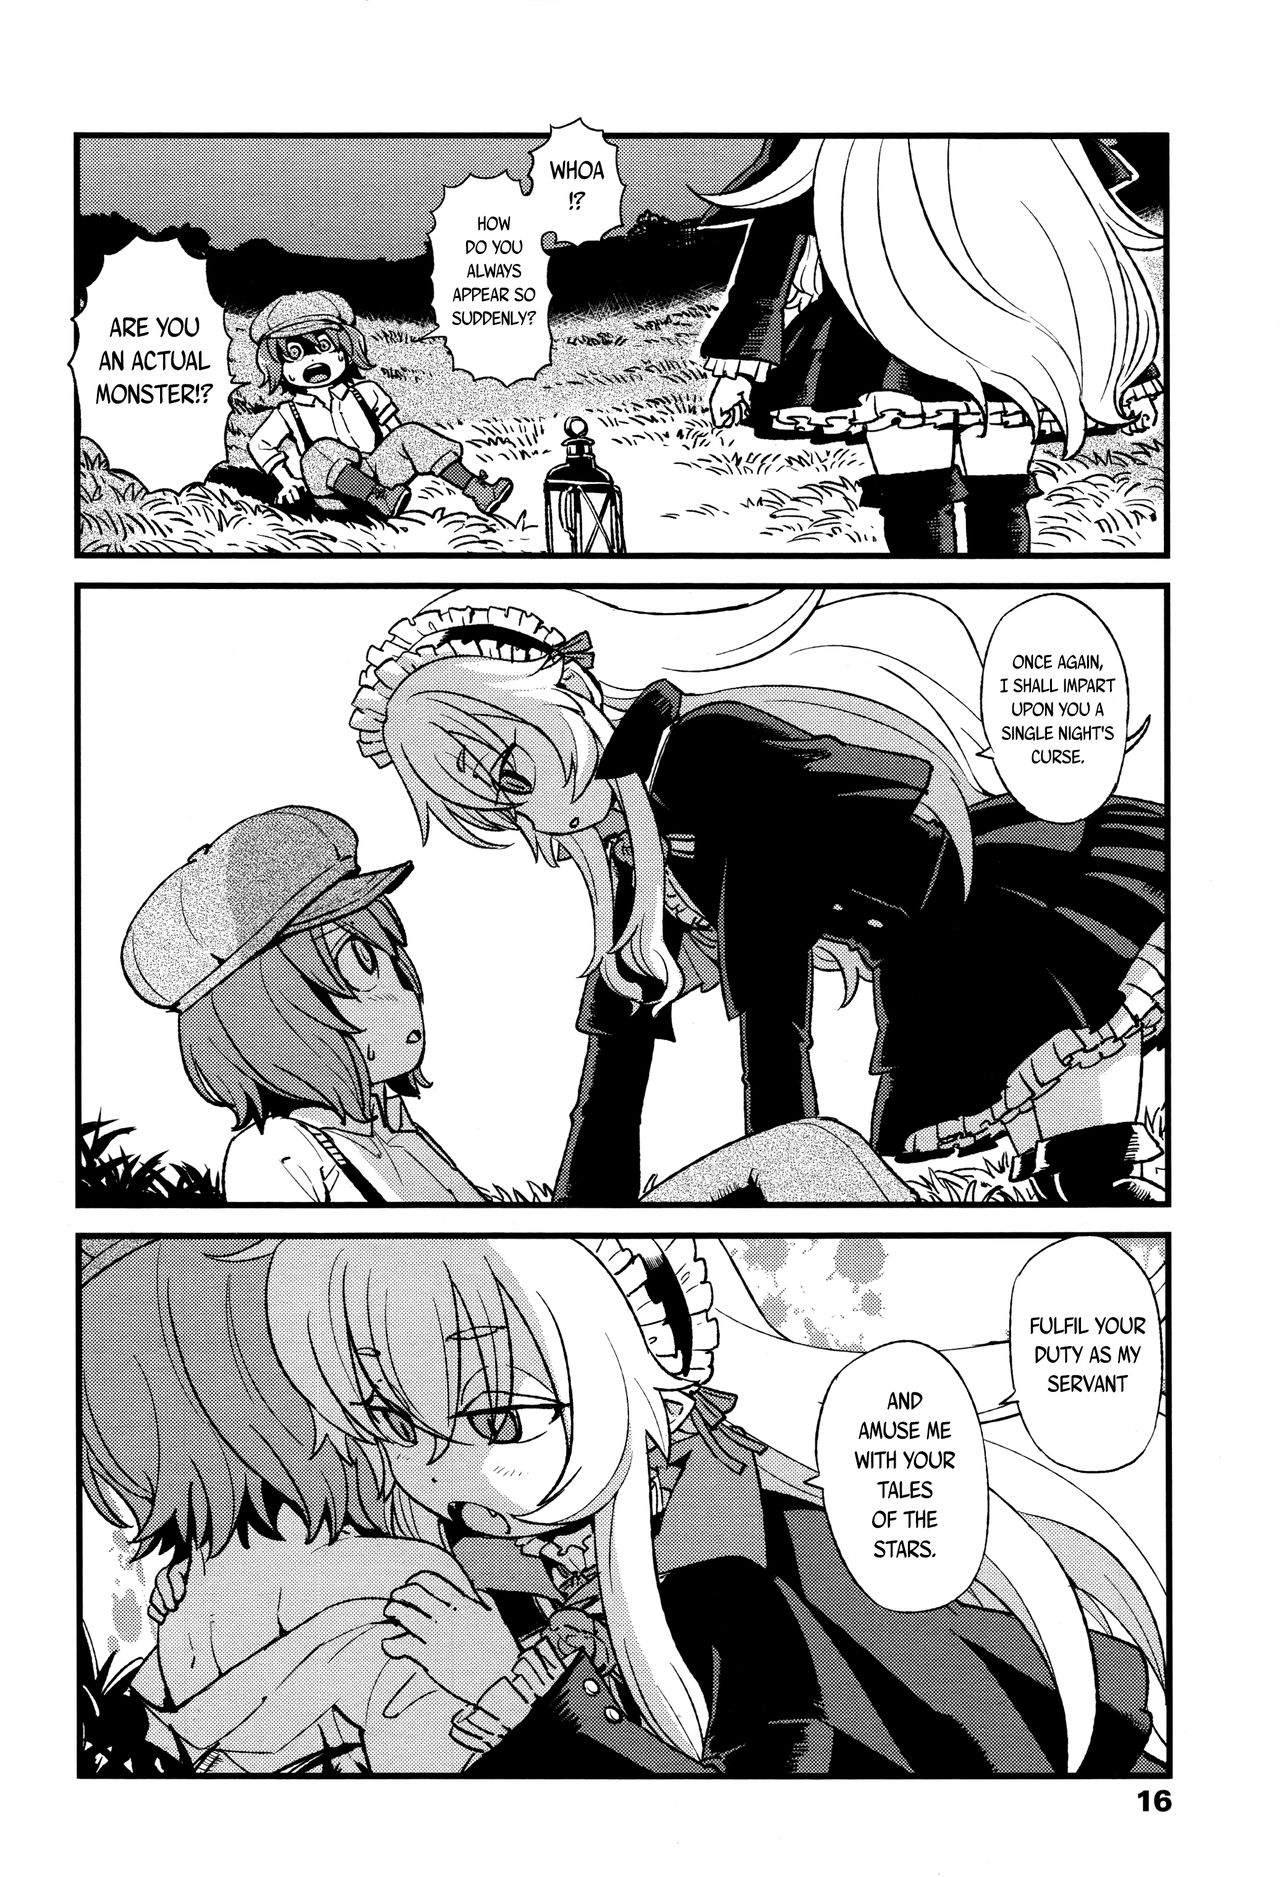 WHOA
!?
HOW
DO YOU
ALWAYS
APPEAR SO
SUDDENLY?
ARE YOU
AN ACTUAL
MONSTER!?
ONCE AGAIN,
I SHALL IMPART
UPON YOU A
SINGLE NIGHT'S
CURSE.
FULFIL YOUR
DUTY AS MY
SERVANT
AND
AMUSE ME
WITH YOUR
TALES
OF THE
STARS.
16